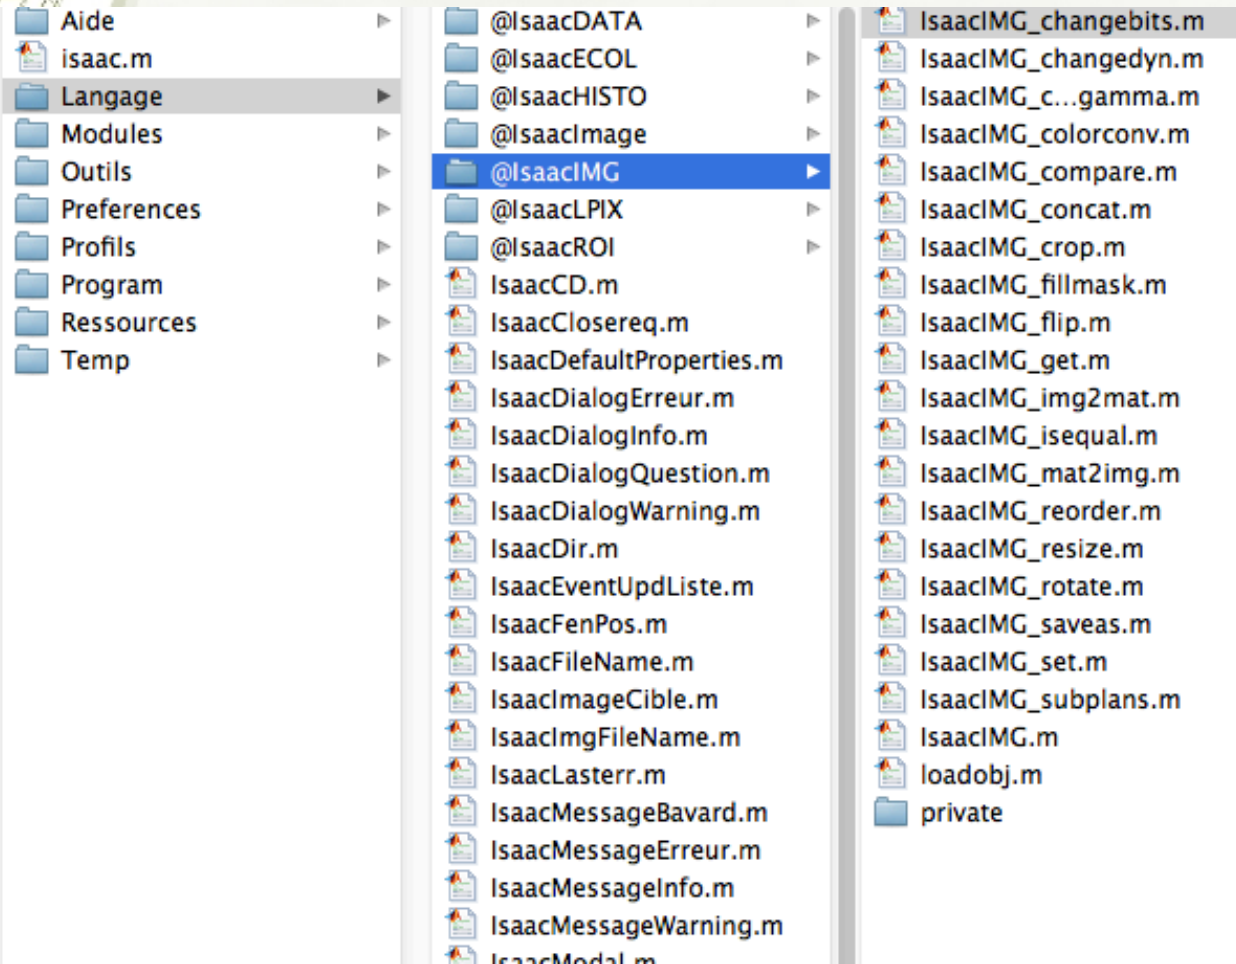 Aide
isaac.m
Langage
Modules
Outils
Preferences
Profils
Program
Ressources
Temp
@IsaacDATA
@IsaacECOL
@IsaacHISTO
@IsaacImage
@IsaacIMG
@IsaacLPIX
@IsaacROI
IsaacCD.m
IsaacClosereq.m
IsaacDefaultProperties.m
IsaacDialogErreur.m
IsaacDialogInfo.m
IsaacDialogQuestion.m
IsaacDialogWarning.m
IsaacDir.m
IsaacEventUpdListe.m
IsaacFenPos.m
IsaacFileName.m
IsaacImageCible.m
IsaacImgFileName.m
IsaacLasterr.m
IsaacMessageBavard.m
IsaacMessageErreur.m
IsaacMessageInfo.m
IsaacMessageWarning.m
IsaacModal.m
IsaacIMG_changebits.m
IsaacIMG_changedyn.m
IsaacIMG_c...gamma.m
IsaacIMG_colorconv.m
IsaacIMG_compare.m
IsaacIMG_concat.m
IsaacIMG_crop.m
IsaacIMG_fillmask.m
IsaacIMG_flip.m
IsaacIMG_get.m
IsaacIMG_img2mat.m
IsaacIMG_isequal.m
IsaacIMG_mat2img.m
IsaacIMG_reorder.m
IsaacIMG_resize.m
IsaacIMG_rotate.m
IsaacIMG_saveas.m
IsaacIMG_set.m
IsaacIMG_subplans.m
IsaacIMG.m
loadobj.m
private